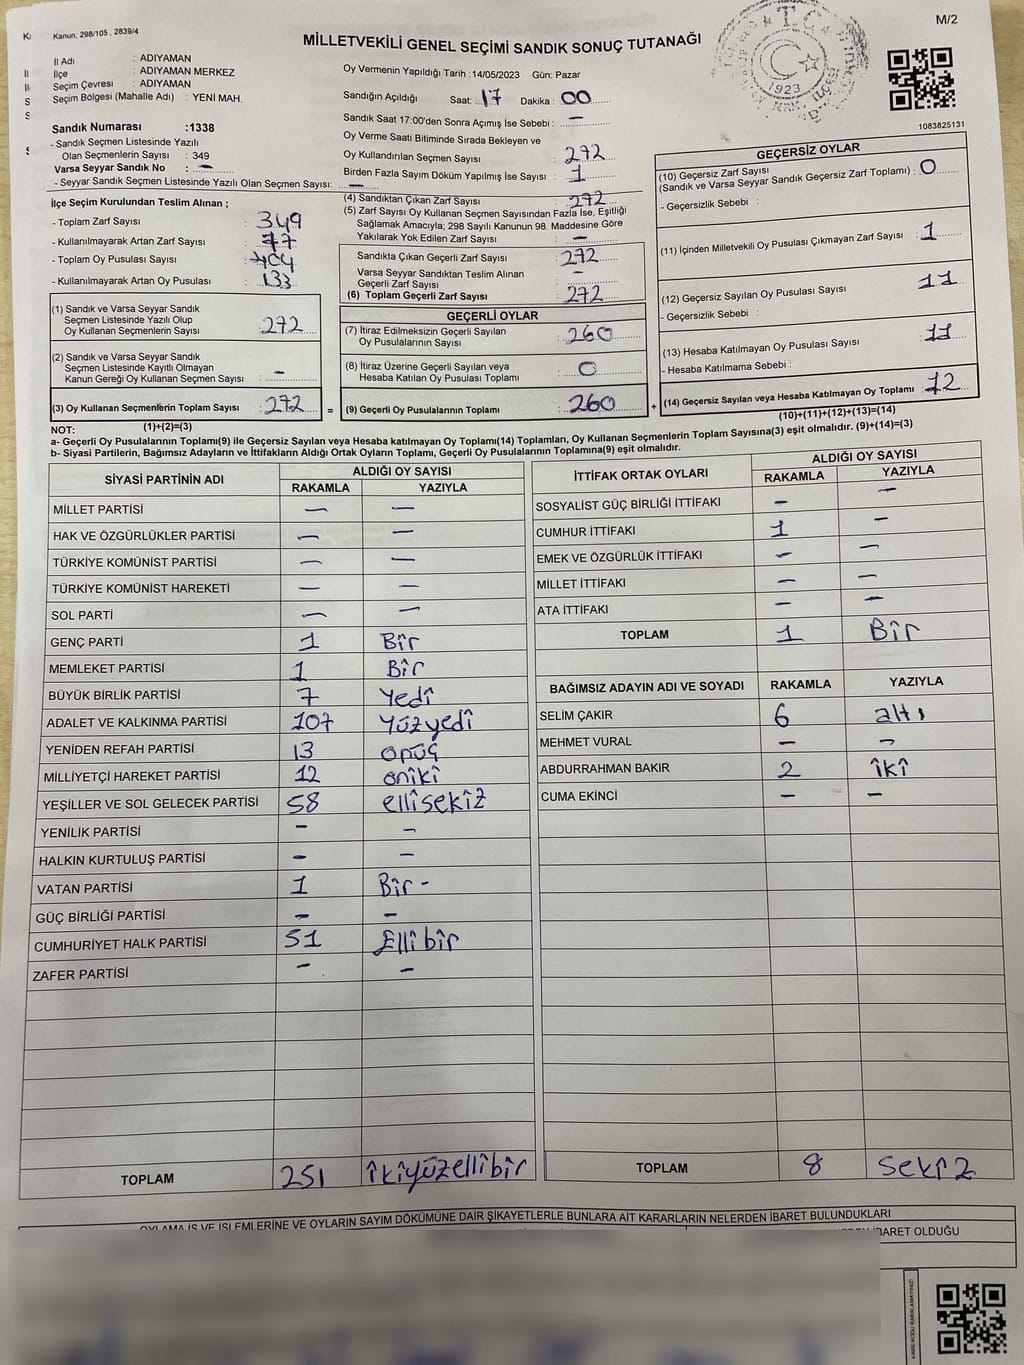 M/2
Kanun: 298/105 , 2839/4
MİLLETVEKİLİ GENEL SEÇİMİ SANDIK SONUÇ TUTANAĞI
T.C.
1923
1083825131
İl Adı : ADIYAMAN
İlçe : ADIYAMAN MERKEZ
Seçim Çevresi : ADIYAMAN
Seçim Bölgesi (Mahalle Adı) : YENİ MAH.
Sandık Numarası :1338
- Sandık Seçmen Listesinde Yazılı
Olan Seçmenlerin Sayısı : 349
Varsa Seyyar Sandık No : –
- Seyyar Sandık Seçmen Listesinde Yazılı Olan Seçmen Sayısı: –
Oy Vermenin Yapıldığı Tarih :14/05/2023 Gün: Pazar
Sandığın Açıldığı Saat: 17 Dakika : 00
Sandık Saat 17:00'den Sonra Açımış İse Sebebi : –
Oy Verme Saati Bitiminde Sırada Bekleyen ve
Oy Kullandırılan Seçmen Sayısı : 272
Birden Fazla Sayım Döküm Yapılmış İse Sayısı : 1
(4) Sandıktan Çıkan Zarf Sayısı : 272
(5) Zarf Sayısı Oy Kullanan Seçmen Sayısından Fazla İse, Eşitliği
Sağlamak Amacıyla; 298 Sayılı Kanunun 98. Maddesine Göre
Yakılarak Yok Edilen Zarf Sayısı : –
Sandıkta Çıkan Geçerli Zarf Sayısı : 272
Varsa Seyyar Sandıktan Teslim Alınan
Geçerli Zarf Sayısı : –
(6) Toplam Geçerli Zarf Sayısı : 272
İlçe Seçim Kurulundan Teslim Alınan ;
- Toplam Zarf Sayısı : 349
- Kullanılmayarak Artan Zarf Sayısı : 77
- Toplam Oy Pusulası Sayısı : 404
- Kullanılmayarak Artan Oy Pusulası : 133
(1) Sandık ve Varsa Seyyar Sandık
Seçmen Listesinde Yazılı Olup
Oy Kullanan Seçmenlerin Sayısı : 272
(2) Sandık ve Varsa Seyyar Sandık
Seçmen Listesinde Kayıtlı Olmayan
Kanun Gereği Oy Kullanan Seçmen Sayısı : –
(3) Oy Kullanan Seçmenlerin Toplam Sayısı : 272 =
(1)+(2)=(3)
GEÇERLİ OYLAR
(7) İtiraz Edilmeksizin Geçerli Sayılan
Oy Pusulalarının Sayısı : 260
(8) İtiraz Üzerine Geçerli Sayılan veya
Hesaba Katılan Oy Pusulası Toplamı : 0
(9) Geçerli Oy Pusulalarının Toplamı : 260 +
GEÇERSİZ OYLAR
(10) Geçersiz Zarf Sayısı
(Sandık ve Varsa Seyyar Sandık Geçersiz Zarf Toplamı) : 0
- Geçersizlik Sebebi :
(11) İçinden Milletvekili Oy Pusulası Çıkmayan Zarf Sayısı : 1
(12) Geçersiz Sayılan Oy Pusulası Sayısı : 11
- Geçersizlik Sebebi :
(13) Hesaba Katılmayan Oy Pusulası Sayısı : 11
- Hesaba Katılmama Sebebi :
(14) Geçersiz Sayılan veya Hesaba Katılmayan Oy Toplamı : 12
(10)+(11)+(12)+(13)=(14)
NOT:
a- Geçerli Oy Pusulalarının Toplamı(9) ile Geçersiz Sayılan veya Hesaba katılmayan Oy Toplamı(14) Toplamları, Oy Kullanan Seçmenlerin Toplam Sayısına(3) eşit olmalıdır. (9)+(14)=(3)
b- Siyasi Partilerin, Bağımsız Adayların ve İttifakların Aldığı Ortak Oyların Toplamı, Geçerli Oy Pusulalarının Toplamına(9) eşit olmalıdır.
SİYASİ PARTİNİN ADI ALDIĞI OY SAYISI
RAKAMLA YAZIYLA
MİLLET PARTİSİ – –
HAK VE ÖZGÜRLÜKLER PARTİSİ – –
TÜRKİYE KOMÜNİST PARTİSİ – –
TÜRKİYE KOMÜNİST HAREKETİ – –
SOL PARTİ – –
GENÇ PARTİ 1 Bir
MEMLEKET PARTİSİ 1 Bir
BÜYÜK BİRLİK PARTİSİ 7 Yedi
ADALET VE KALKINMA PARTİSİ 107 Yüzyedi
YENİDEN REFAH PARTİSİ 13 onüç
MİLLİYETÇİ HAREKET PARTİSİ 12 oniki
YEŞİLLER VE SOL GELECEK PARTİSİ 58 ellisekiz
YENİLİK PARTİSİ – –
HALKIN KURTULUŞ PARTİSİ – –
VATAN PARTİSİ 1 Bir -
GÜÇ BİRLİĞİ PARTİSİ – –
CUMHURİYET HALK PARTİSİ 51 Elli bir
ZAFER PARTİSİ – –
TOPLAM 251 ikiyüzellibir
İTTİFAK ORTAK OYLARI ALDIĞI OY SAYISI
RAKAMLA YAZIYLA
SOSYALİST GÜÇ BİRLİĞİ İTTİFAKI – –
CUMHUR İTTİFAKI 1 –
EMEK VE ÖZGÜRLÜK İTTİFAKI – –
MİLLET İTTİFAKI – –
ATA İTTİFAKI – –
TOPLAM 1 Bir
BAĞIMSIZ ADAYIN ADI VE SOYADI RAKAMLA YAZIYLA
SELİM ÇAKIR 6 altı
MEHMET VURAL – –
ABDURRAHMAN BAKIR 2 iki
CUMA EKİNCİ – –
TOPLAM 8 Sekiz
OYLAMA İŞ VE İŞLEMLERİNE VE OYLARIN SAYIM DÖKÜMÜNE DAİR ŞİKAYETLERLE BUNLARA AİT KARARLARIN NELERDEN İBARET BULUNDUKLARI
İBARET OLDUĞU